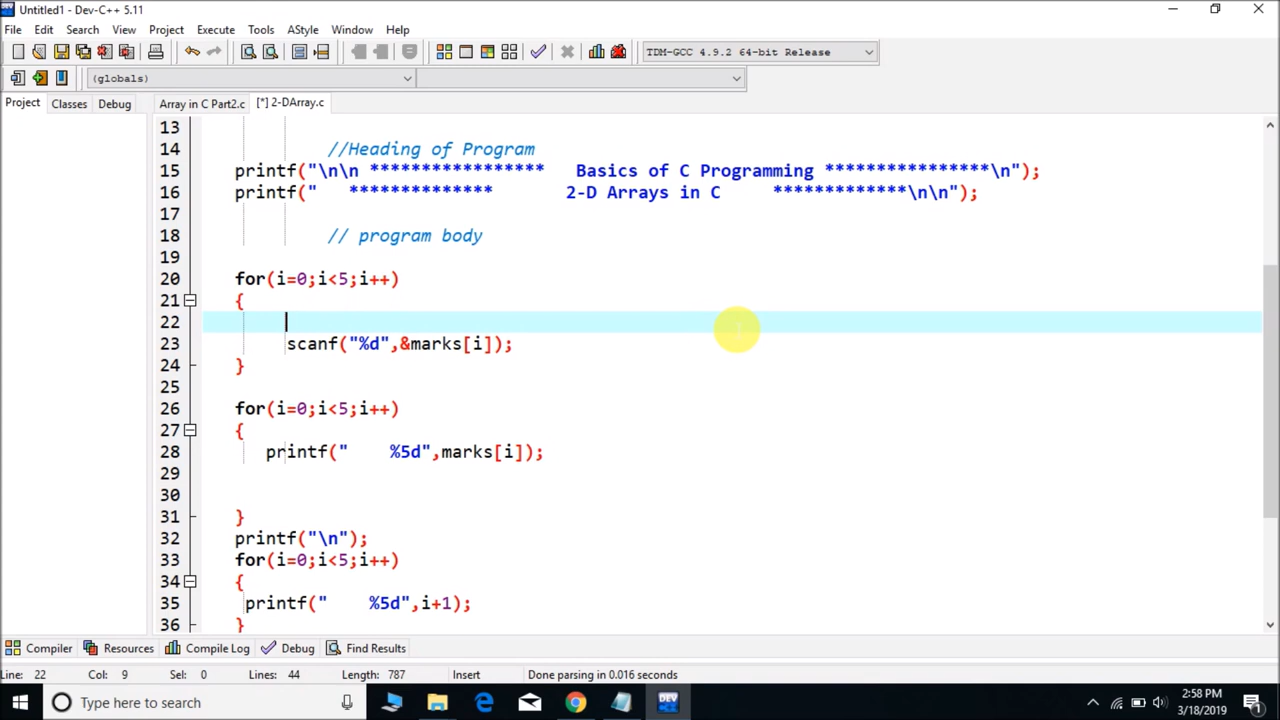 Untitled1 - Dev-C++ 5.11
File Edit Search View Project Execute Tools AStyle Window Help
TDM-GCC 4.9.2 64-bit Release
(globals)
Project Classes Debug Array in C Part2.c [*] 2-DArray.c
13
14 //Heading of Program
15 printf("\n\n ***************** Basics of C Programming ****************\n");
16 printf(" ************** 2-D Arrays in C *************\n\n");
17
18 // program body
19
20 for(i=0;i<5;i++)
21 {
22
23 scanf("%d",&marks[i]);
24 }
25
26 for(i=0;i<5;i++)
27 {
28 printf(" %5d",marks[i]);
29
30
31 }
32 printf("\n");
33 for(i=0;i<5;i++)
34 {
35 printf(" %5d",i+1);
36 }
Compiler Resources Compile Log Debug Find Results
Line: 22 Col: 9 Sel: 0 Lines: 44 Length: 787 Insert Done parsing in 0.016 seconds
Type here to search
DEV
2:58 PM
3/18/2019
1